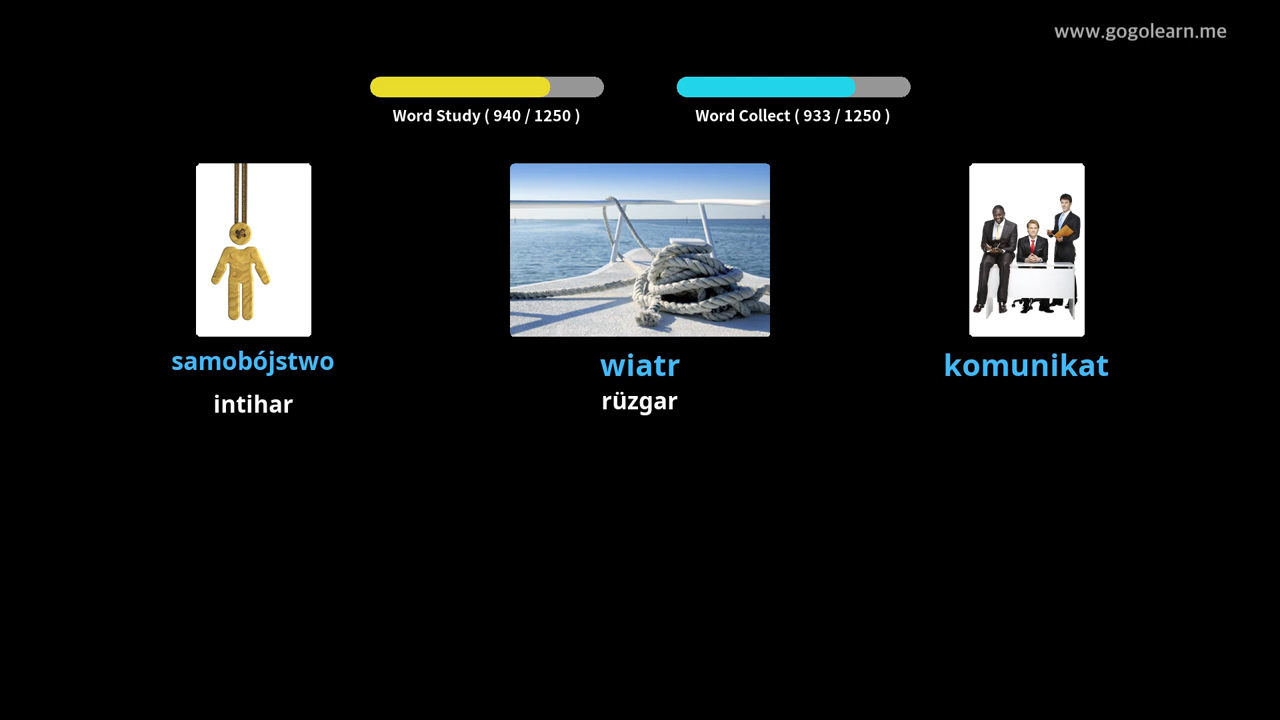 www.gogolearn.me
Word Study ( 940 / 1250 )
Word Collect ( 933 / 1250 )
samobójstwo
intihar
wiatr
rüzgar
komunikat